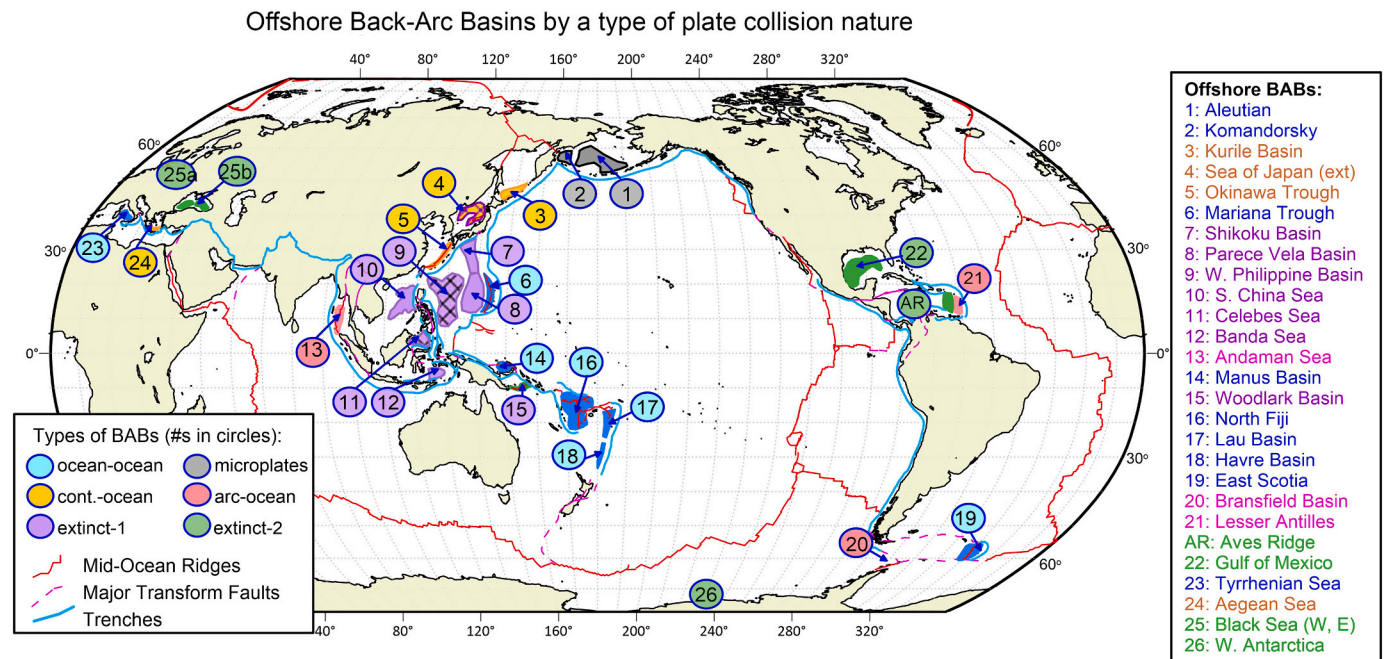 Offshore Back-Arc Basins by a type of plate collision nature
40° 80° 120° 160° 200° 240° 280° 320°
60° 60°
25a 25b
4
2 1
3
5
9 7
30° 30°
23 24
22
10
6
21
8
AR
13
0° 0°
14 16
11 12 15
17
18
30°
19
20
60°
26
40° 80° 120° 160° 200° 240° 280° 320°
Types of BABs (#s in circles):
ocean-ocean microplates
cont.-ocean arc-ocean
extinct-1 extinct-2
Mid-Ocean Ridges
Major Transform Faults
Trenches
Offshore BABs:
1: Aleutian
2: Komandorsky
3: Kurile Basin
4: Sea of Japan (ext)
5: Okinawa Trough
6: Mariana Trough
7: Shikoku Basin
8: Parece Vela Basin
9: W. Philippine Basin
10: S. China Sea
11: Celebes Sea
12: Banda Sea
13: Andaman Sea
14: Manus Basin
15: Woodlark Basin
16: North Fiji
17: Lau Basin
18: Havre Basin
19: East Scotia
20: Bransfield Basin
21: Lesser Antilles
AR: Aves Ridge
22: Gulf of Mexico
23: Tyrrhenian Sea
24: Aegean Sea
25: Black Sea (W, E)
26: W. Antarctica